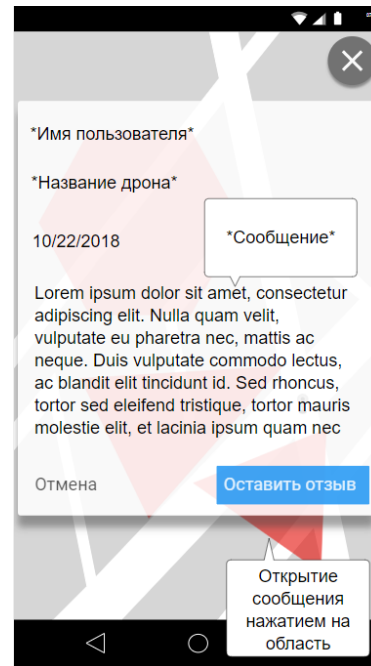 *Имя пользователя*
*Название дрона*
10/22/2018
*Сообщение*
Lorem ipsum dolor sit amet, consectetur
adipiscing elit. Nulla quam velit,
vulputate eu pharetra nec, mattis ac
neque. Duis vulputate commodo lectus,
ac blandit elit tincidunt id. Sed rhoncus,
tortor sed eleifend tristique, tortor mauris
molestie elit, et lacinia ipsum quam nec
Отмена
Оставить отзыв
Открытие
сообщения
нажатием на
область